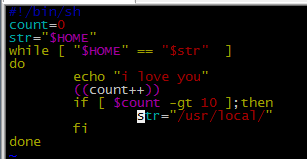 #!/bin/sh
count=0
str="$HOME"
while [ "$HOME" == "$str"  ]
do
        echo "i love you"
        ((count++))
        if [ $count -gt 10 ];then
                str="/usr/local/"
        fi
done